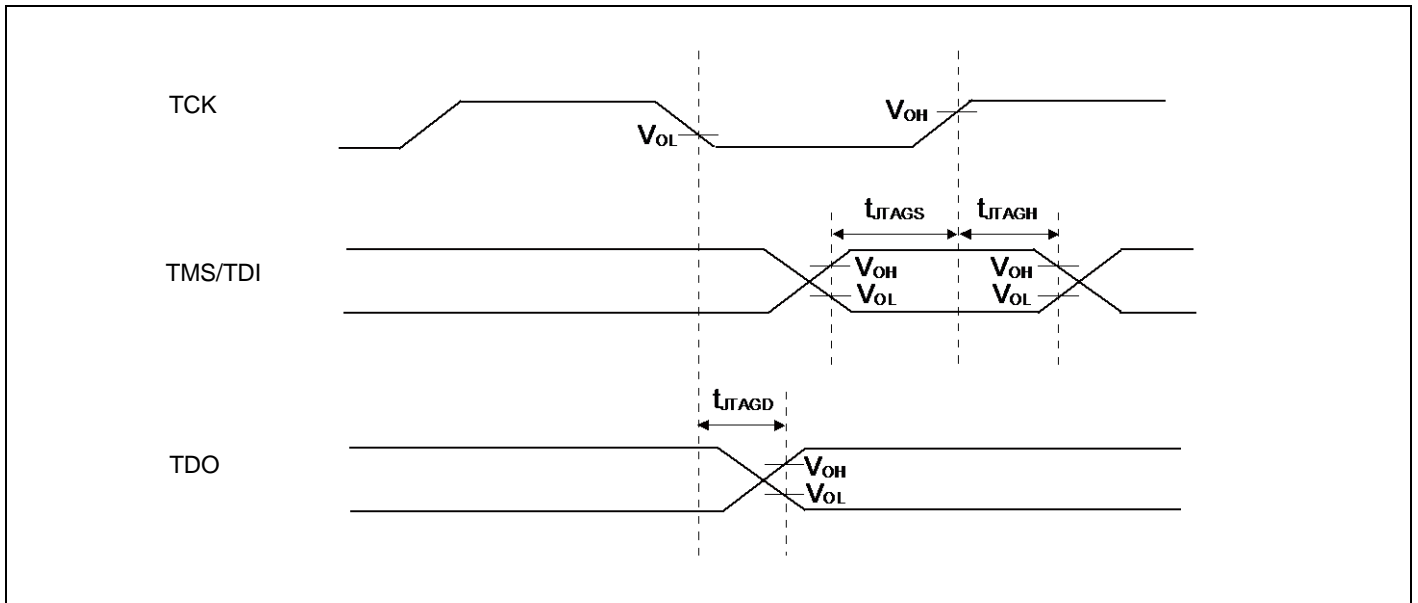 TCK
VOL
VOH
tJTAGS tJTAGH
TMS/TDI
VOH VOH
VOL VOL
tJTAGD
TDO
VOH
VOL